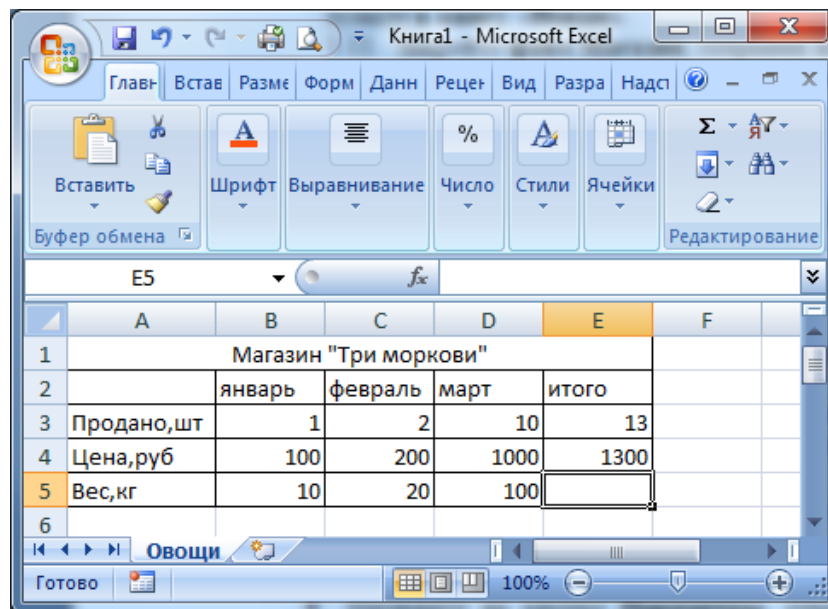 Книга1 - Microsoft Excel
Главн Встав Разме Форм Данн Рецен Вид Разра Надст
Вставить Шрифт Выравнивание Число Стили Ячейки
Буфер обмена Редактирование
E5 fx
A B C D E F
1 Магазин "Три моркови"
2 январь февраль март итого
3 Продано,шт 1 2 10 13
4 Цена,руб 100 200 1000 1300
5 Вес,кг 10 20 100
6
Овощи
Готово 100%